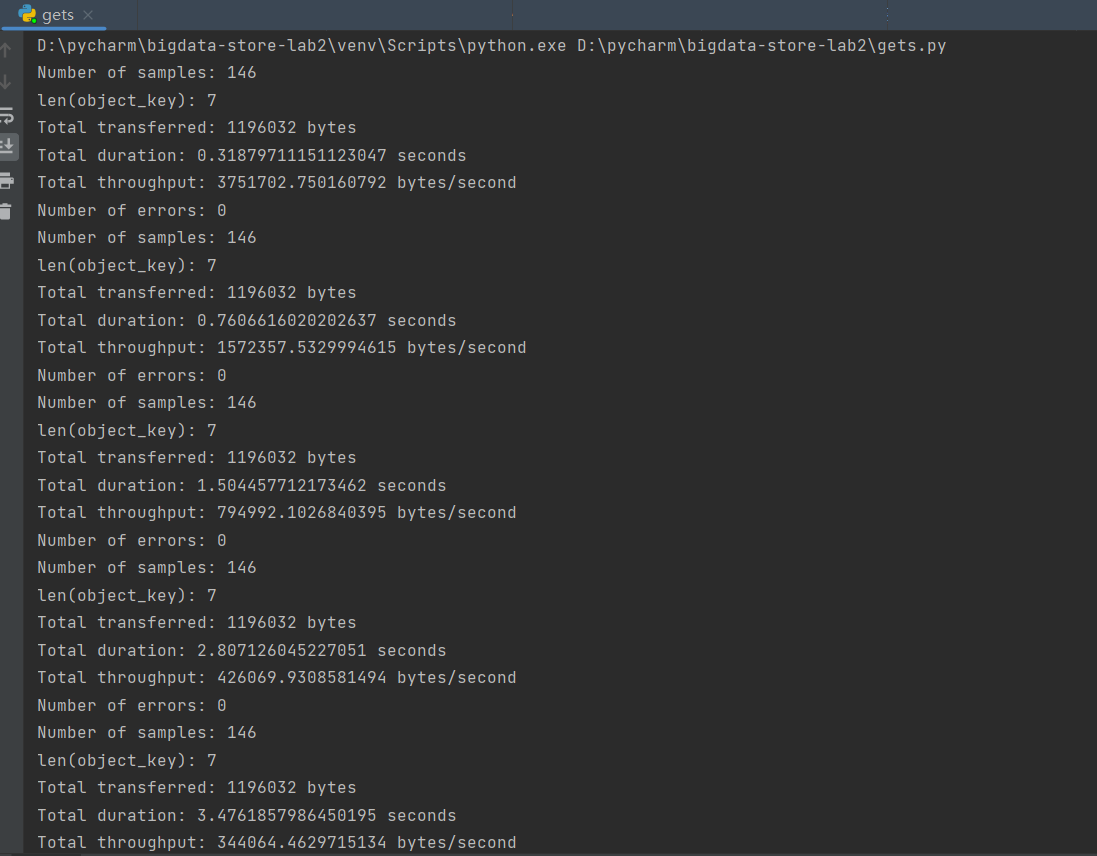 gets
D:\pycharm\bigdata-store-lab2\venv\Scripts\python.exe D:\pycharm\bigdata-store-lab2\gets.py
Number of samples: 146
len(object_key): 7
Total transferred: 1196032 bytes
Total duration: 0.31879711151123047 seconds
Total throughput: 3751702.750160792 bytes/second
Number of errors: 0
Number of samples: 146
len(object_key): 7
Total transferred: 1196032 bytes
Total duration: 0.7606616020202637 seconds
Total throughput: 1572357.5329994615 bytes/second
Number of errors: 0
Number of samples: 146
len(object_key): 7
Total transferred: 1196032 bytes
Total duration: 1.504457712173462 seconds
Total throughput: 794992.1026840395 bytes/second
Number of errors: 0
Number of samples: 146
len(object_key): 7
Total transferred: 1196032 bytes
Total duration: 2.807126045227051 seconds
Total throughput: 426069.9308581494 bytes/second
Number of errors: 0
Number of samples: 146
len(object_key): 7
Total transferred: 1196032 bytes
Total duration: 3.4761857986450195 seconds
Total throughput: 344064.4629715134 bytes/second